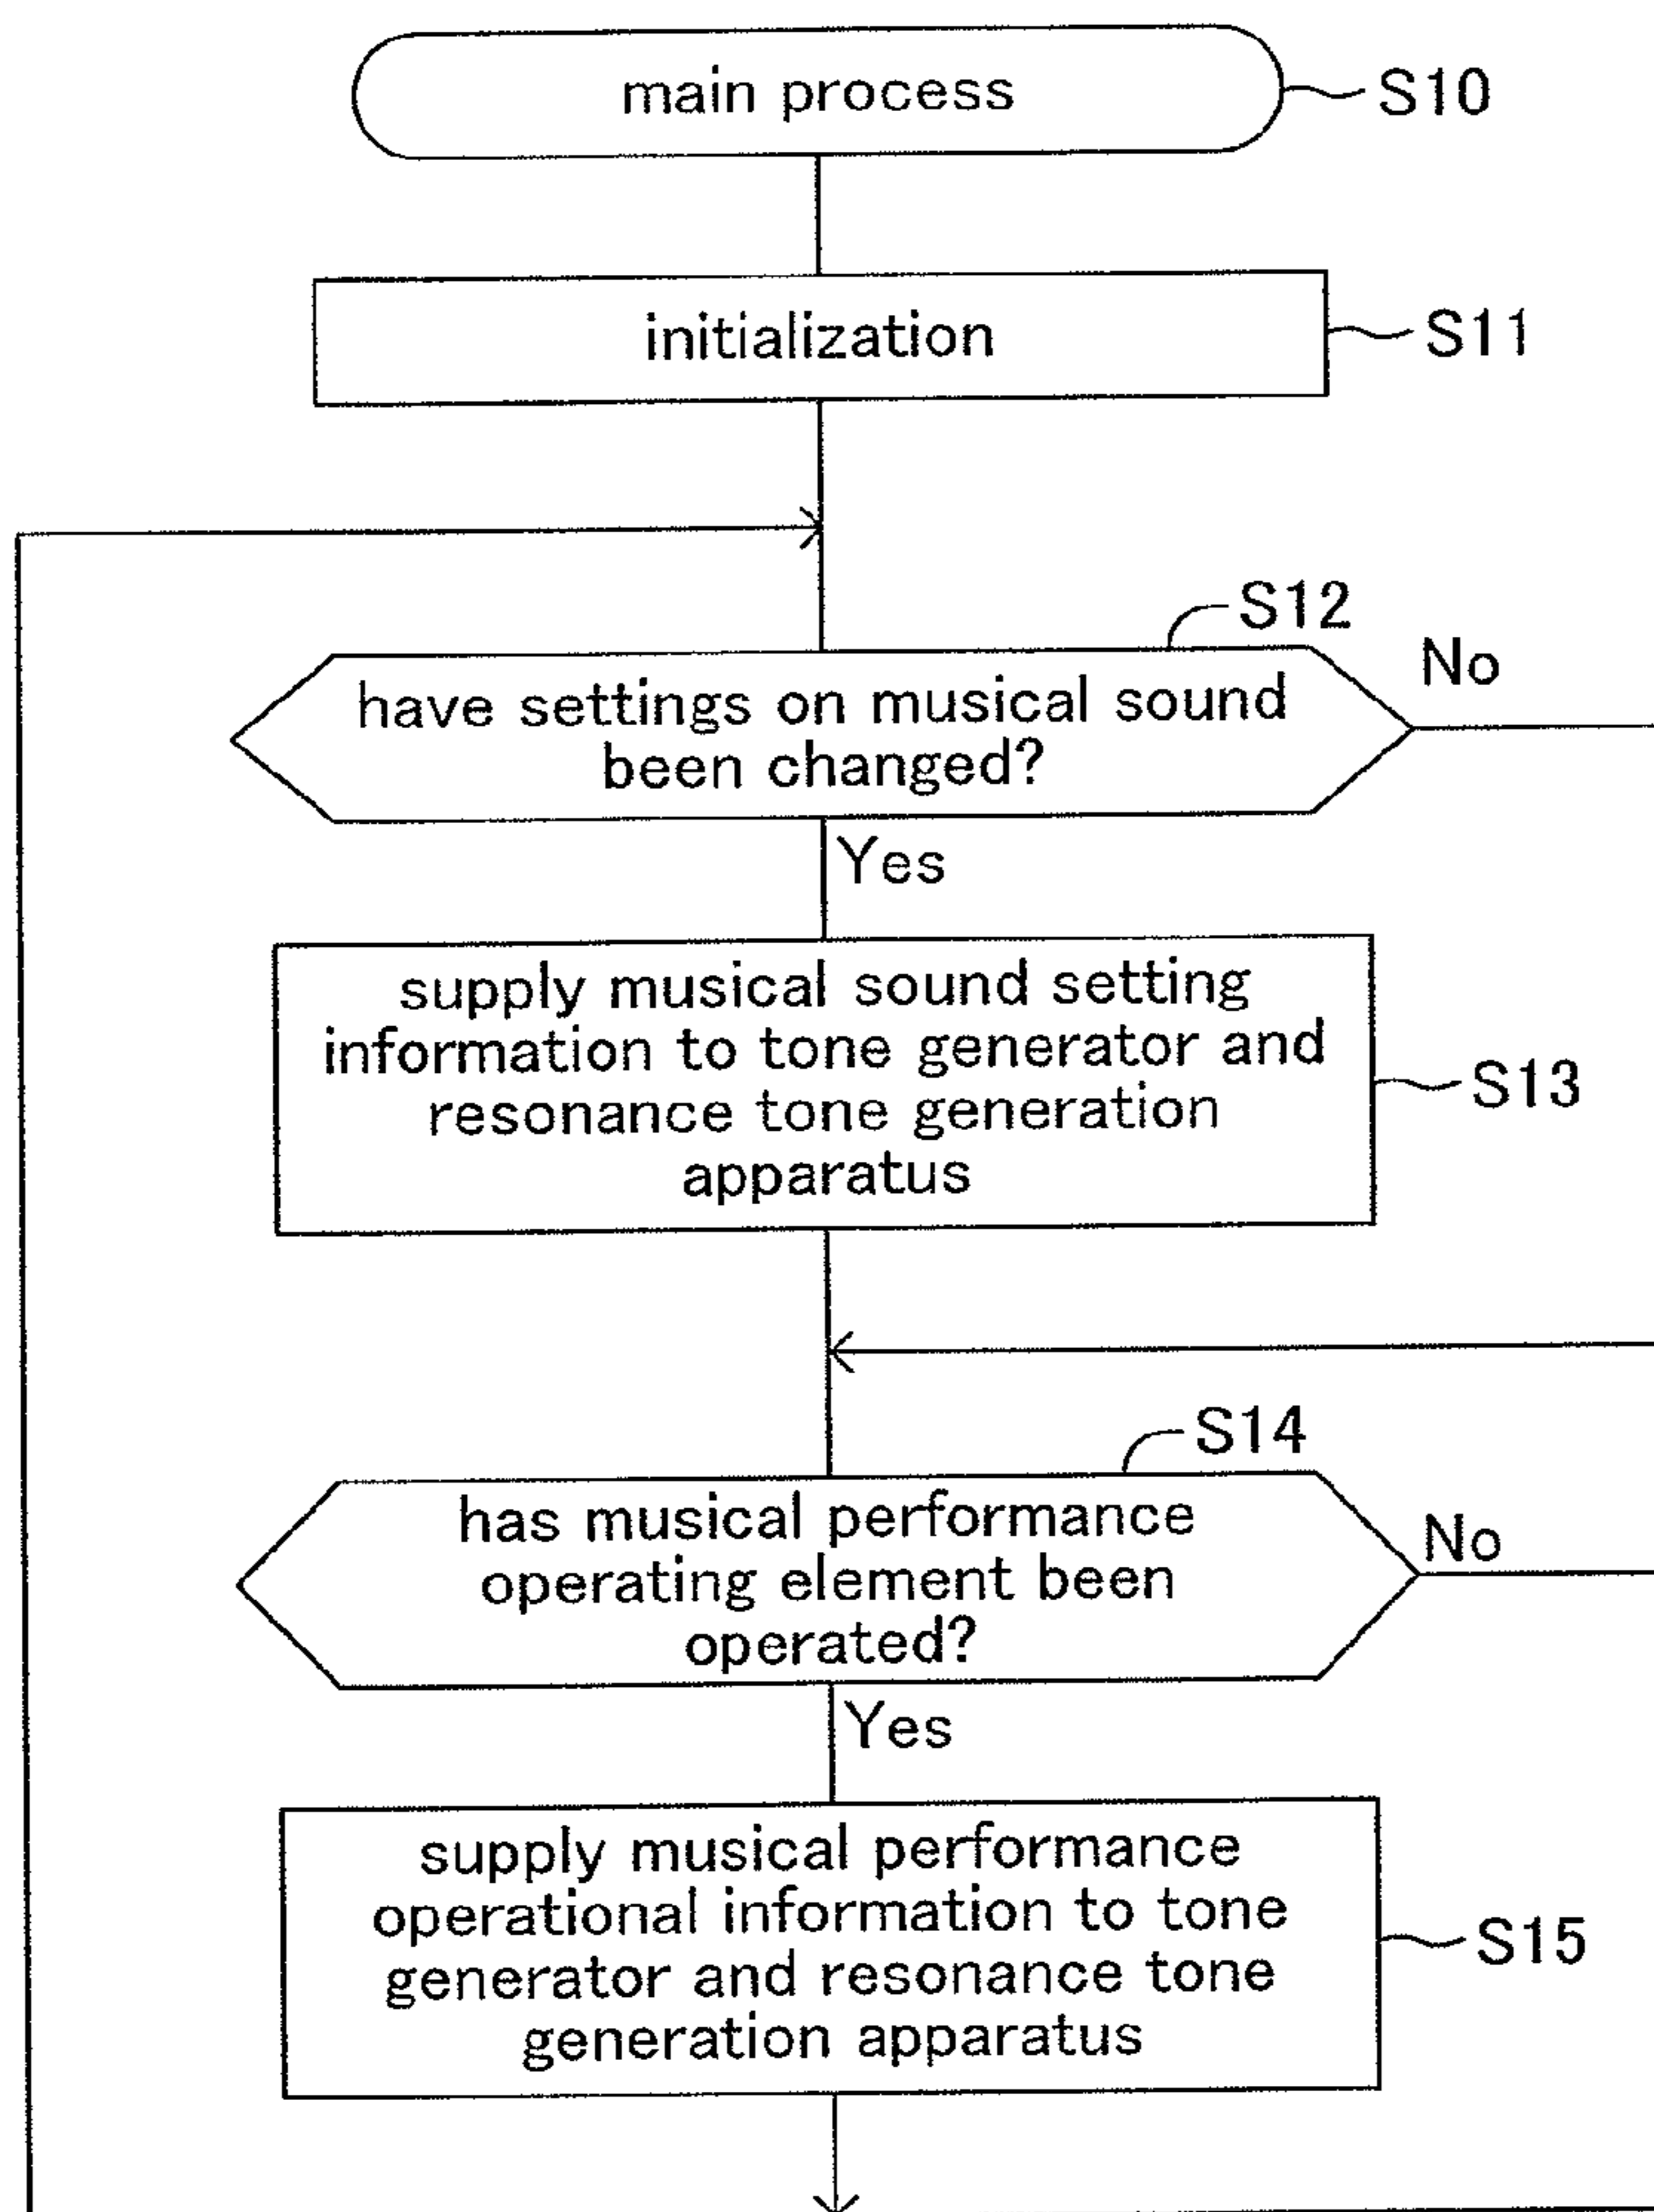 main process
S10
initialization
S11
S12
No
have settings on musical sound
been changed?
Yes
supply musical sound setting
information to tone generator and
resonance tone generation
apparatus
S13
S14
No
has musical performance
operating element been
operated?
Yes
supply musical performance
operational information to tone
generator and resonance tone
generation apparatus
S15